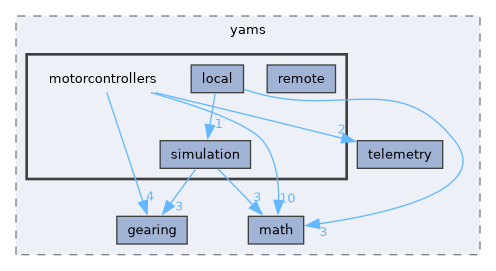 yams
motorcontrollers
local
remote
1
2
simulation
telemetry
4
3
3
10
gearing
math
3